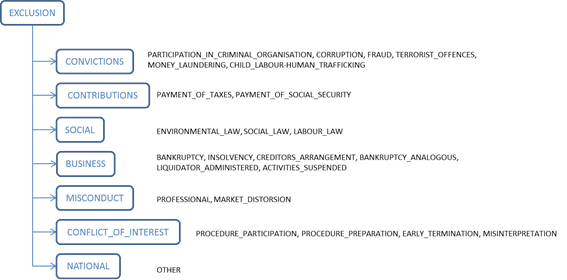 EXCLUSION
CONVICTIONS
PARTICIPATION_IN_CRIMINAL_ORGANISATION, CORRUPTION, FRAUD, TERRORIST_OFFENCES,
MONEY_LAUNDERING, CHILD_LABOUR-HUMAN_TRAFFICKING
CONTRIBUTIONS
PAYMENT_OF_TAXES, PAYMENT_OF_SOCIAL_SECURITY
SOCIAL
ENVIRONMENTAL_LAW, SOCIAL_LAW, LABOUR_LAW
BUSINESS
BANKRUPTCY, INSOLVENCY, CREDITORS_ARRANGEMENT, BANKRUPTCY_ANALOGOUS,
LIQUIDATOR_ADMINISTERED, ACTIVITIES_SUSPENDED
MISCONDUCT
PROFESSIONAL, MARKET_DISTORSION
CONFLICT_OF_INTEREST
PROCEDURE_PARTICIPATION, PROCEDURE_PREPARATION, EARLY_TERMINATION, MISINTERPRETATION
NATIONAL
OTHER